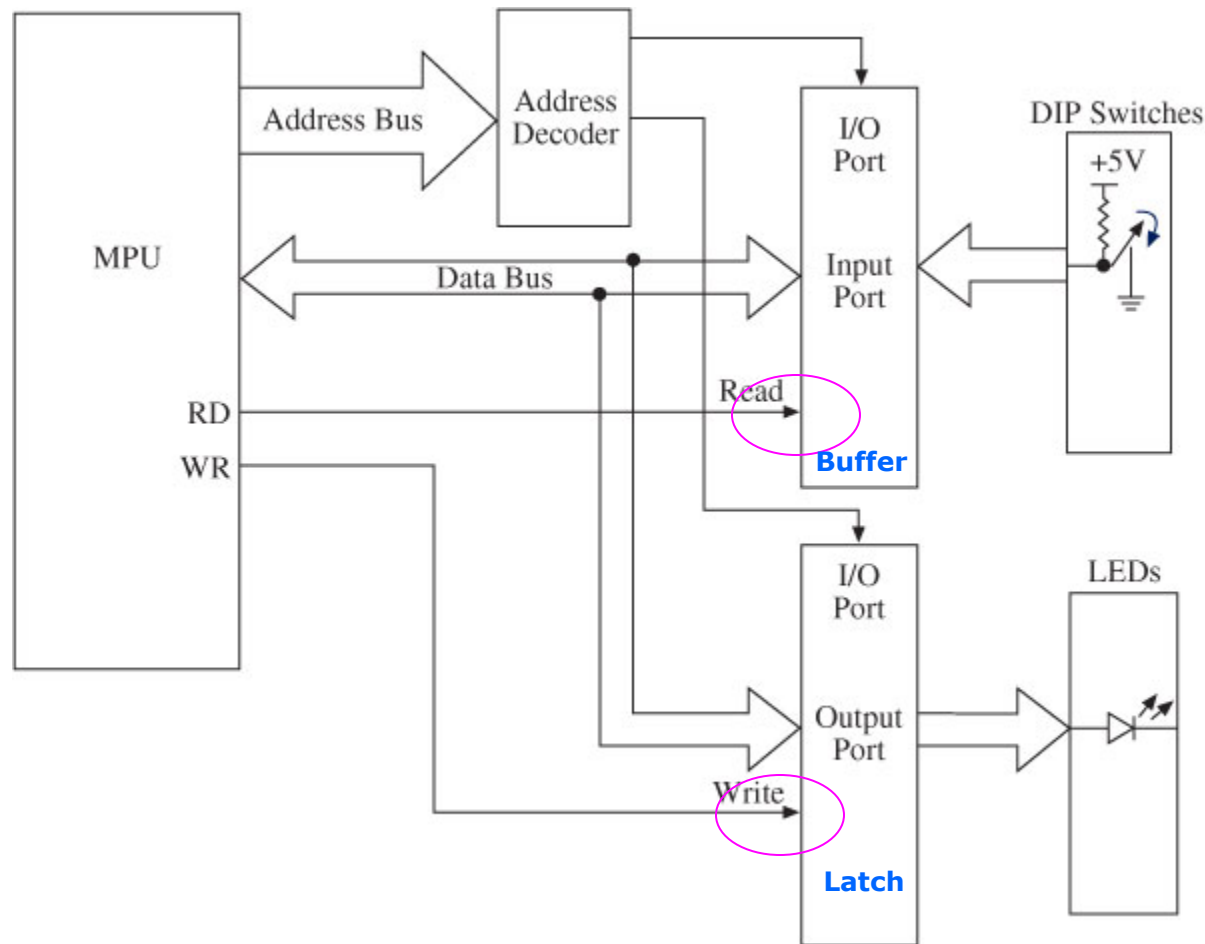 Address Bus
Address
Decoder
I/O
Port
DIP Switches
+5V
MPU
Data Bus
Input
Port
RD
Read
WR
Buffer
I/O
Port
LEDs
Output
Port
Write
Latch